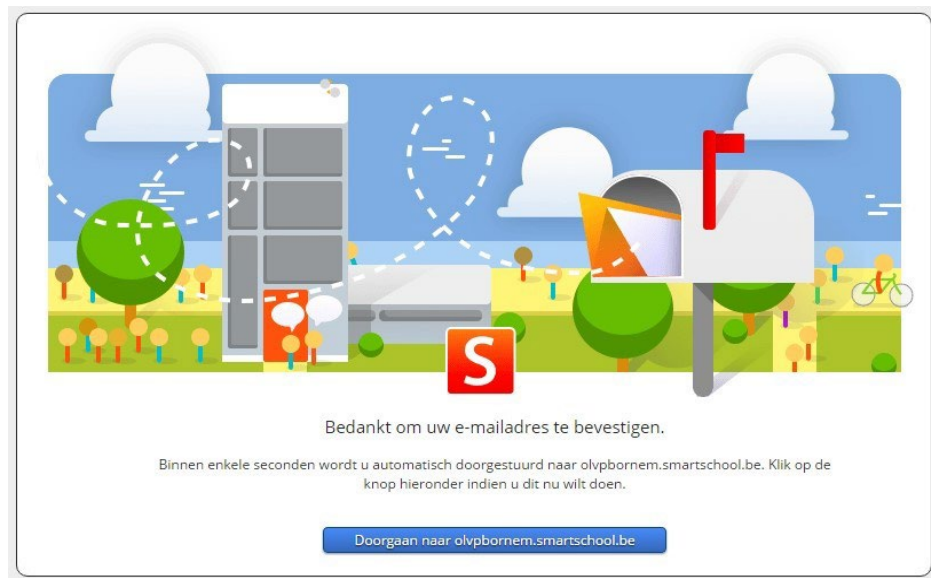 S
Bedankt om uw e-mailadres te bevestigen.
Binnen enkele seconden wordt u automatisch doorgestuurd naar olvpbornem.smartschool.be. Klik op de
knop hieronder indien u dit nu wilt doen.
Doorgaan naar olvpbornem.smartschool.be